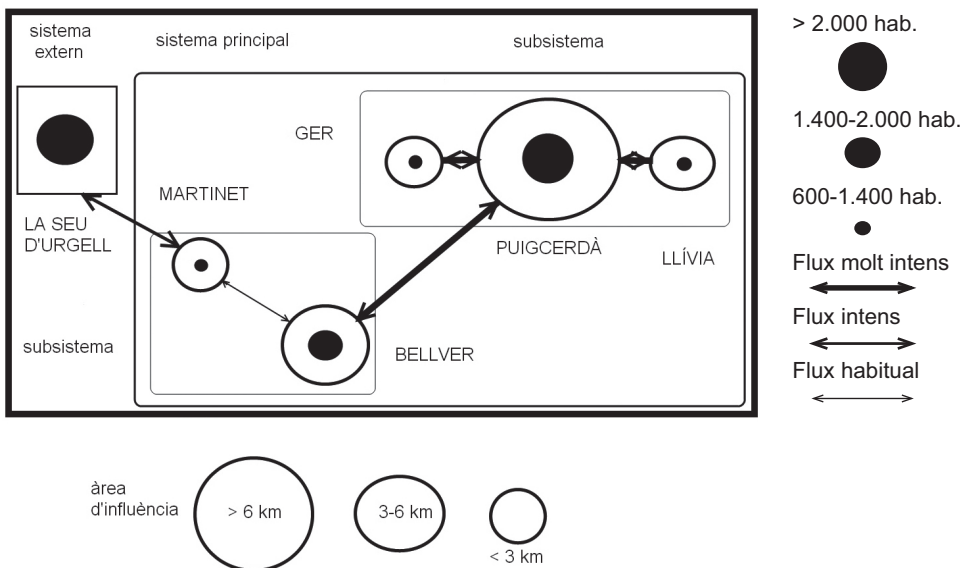 sistema
extern
sistema principal
subsistema
GER
MARTINET
LA SEU
D'URGELL
PUIGCERDÀ
LLÍVIA
subsistema
BELLVER
> 2.000 hab.
1.400-2.000 hab.
600-1.400 hab.
Flux molt intens
Flux intens
Flux habitual
àrea
d'influència
> 6 km
3-6 km
< 3 km